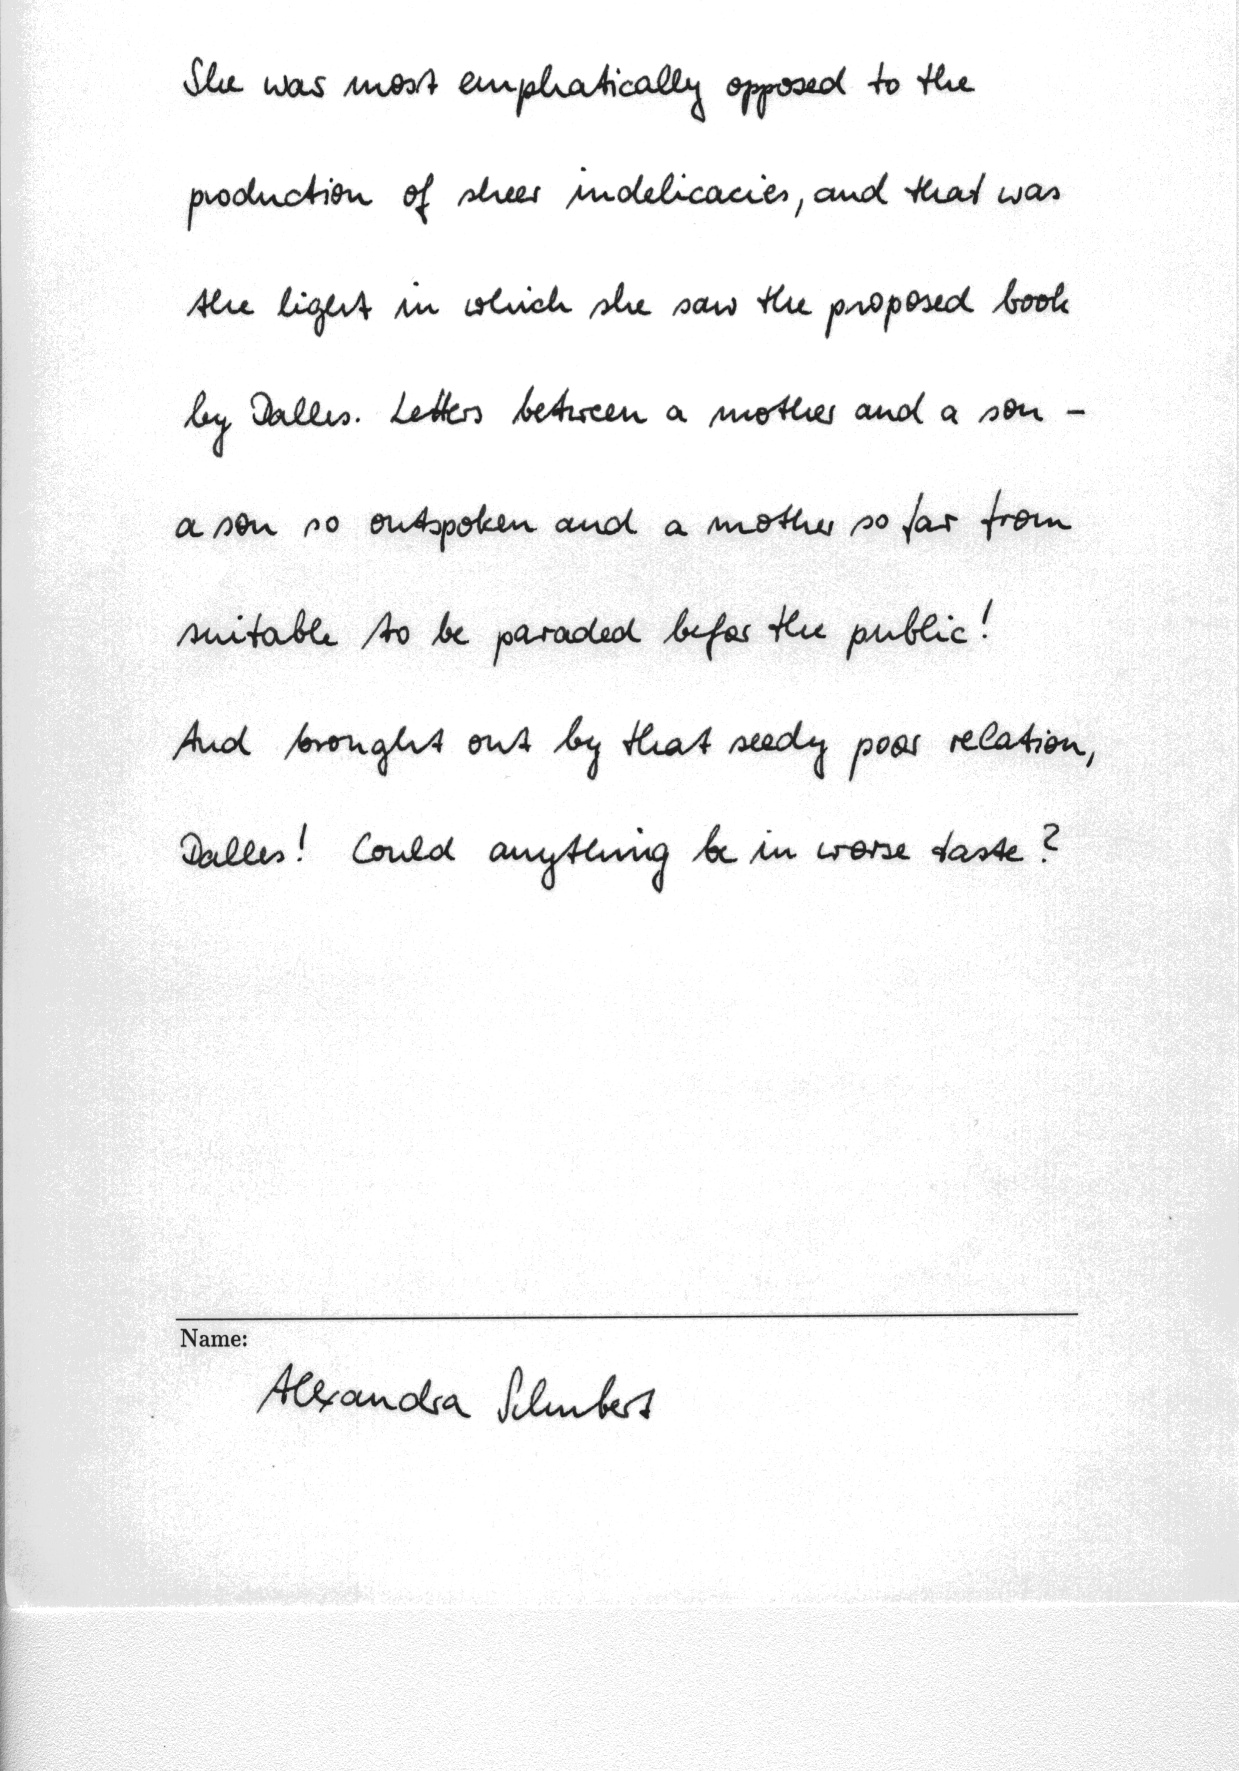 She was most emphatically opposed to the
production of sheer indelicacies, and that was
the light in which she saw the proposed book
by Dalles. Letters between a mother and a son -
a son so outspoken and a mother so far from
suitable to be paraded befor the public!
And brought out by that seedy poor relation,
Dalles! Could anything be in worse taste?
Name:
Alexandra Schubert